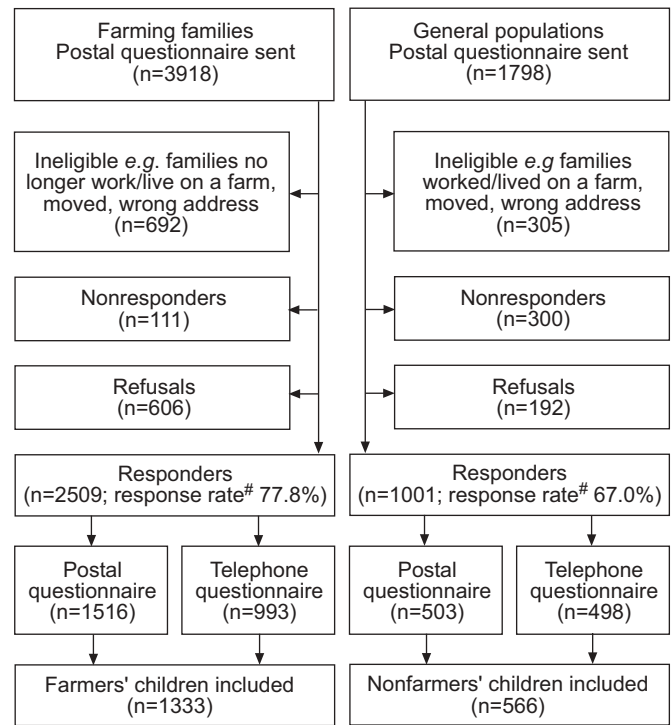 Farming families
Postal questionnaire sent
(n=3918)
General populations
Postal questionnaire sent
(n=1798)
Ineligible e.g. families no
longer work/live on a farm,
moved, wrong address
(n=692)
Ineligible e.g families
worked/lived on a farm,
moved, wrong address
(n=305)
Nonresponders
(n=111)
Nonresponders
(n=300)
Refusals
(n=606)
Refusals
(n=192)
Responders
(n=2509; response rate# 77.8%)
Responders
(n=1001; response rate# 67.0%)
Postal
questionnaire
(n=1516)
Telephone
questionnaire
(n=993)
Postal
questionnaire
(n=503)
Telephone
questionnaire
(n=498)
Farmers' children included
(n=1333)
Nonfarmers' children included
(n=566)